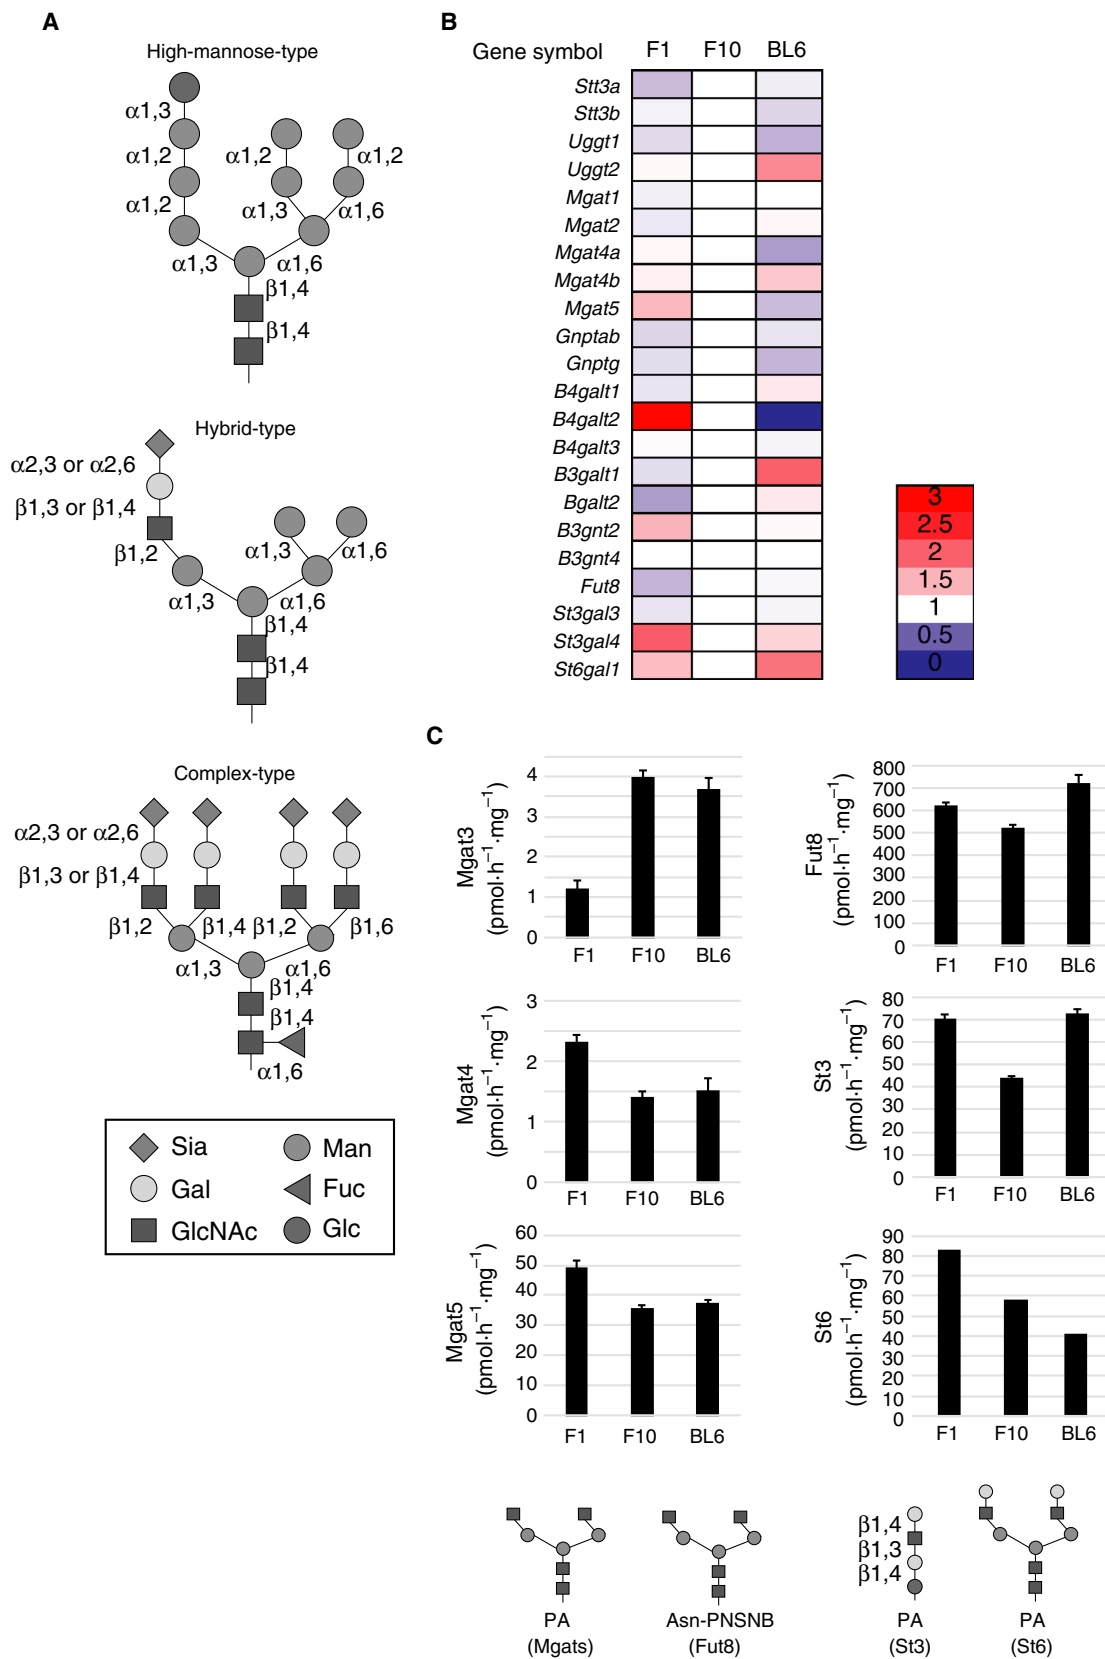 A
High-mannose-type
α1,3
α1,2
α1,2
α1,2
α1,2
α1,3
α1,6
α1,3
α1,6
β1,4
β1,4
Hybrid-type
α2,3 or α2,6
β1,3 or β1,4
β1,2
α1,3
α1,6
α1,3
α1,6
β1,4
β1,4
Complex-type
α2,3 or α2,6
β1,3 or β1,4
β1,2
β1,4
β1,2
β1,6
α1,3
α1,6
β1,4
β1,4
α1,6
Sia
Man
Gal
Fuc
GlcNAc
Glc
B
Gene symbol F1 F10 BL6
Stt3a
Stt3b
Uggt1
Uggt2
Mgat1
Mgat2
Mgat4a
Mgat4b
Mgat5
Gnptab
Gnptg
B4galt1
B4galt2
B4galt3
B3galt1
Bgalt2
B3gnt2
B3gnt4
Fut8
St3gal3
St3gal4
St6gal1
3
2.5
2
1.5
1
0.5
0
C
Mgat3
(pmol·h⁻¹·mg⁻¹)
4
3
2
1
0
F1 F10 BL6
Fut8
(pmol·h⁻¹·mg⁻¹)
800
700
600
500
400
300
200
100
0
F1 F10 BL6
Mgat4
(pmol·h⁻¹·mg⁻¹)
3
2
1
0
F1 F10 BL6
St3
(pmol·h⁻¹·mg⁻¹)
80
70
60
50
40
30
20
10
0
F1 F10 BL6
Mgat5
(pmol·h⁻¹·mg⁻¹)
60
50
40
30
20
10
0
F1 F10 BL6
St6
(pmol·h⁻¹·mg⁻¹)
90
80
70
60
50
40
30
20
10
0
F1 F10 BL6
PA
(Mgats)
Asn-PNSNB
(Fut8)
β1,4
β1,3
β1,4
PA
(St3)
PA
(St6)